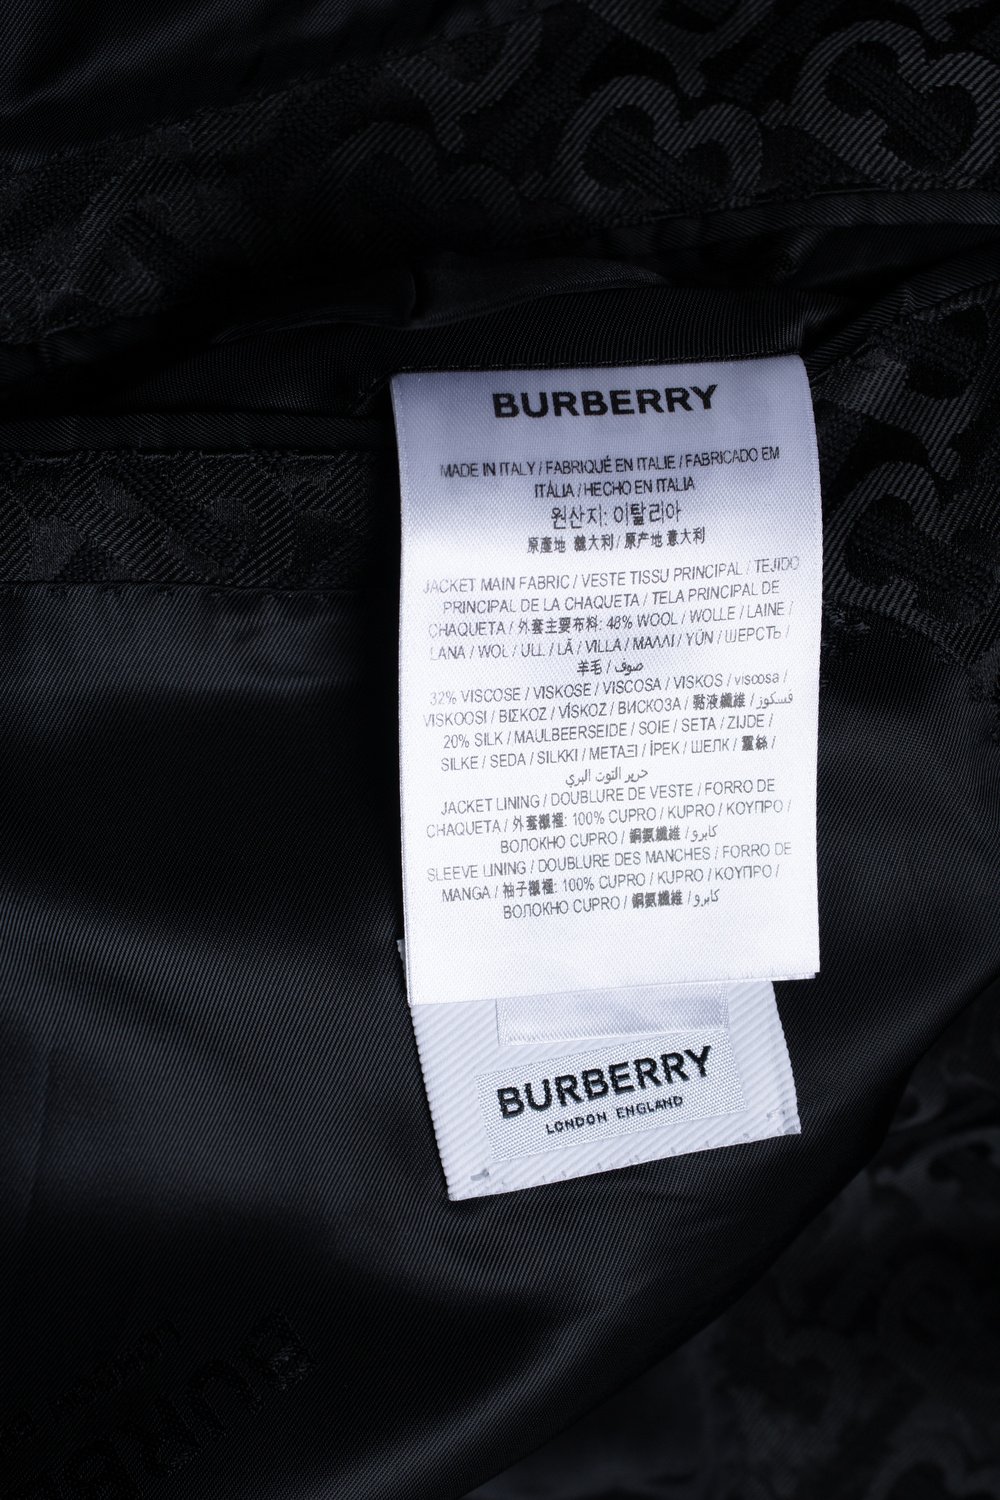 BURBERRY
MADE IN ITALY / FABRIQUÉ EN ITALIE / FABRICADO EM
ITÁLIA / HECHO EN ITALIA
원산지: 이탈리아
原產地 義大利 / 原产地 意大利
JACKET MAIN FABRIC / VESTE TISSU PRINCIPAL / TEJIDO
PRINCIPAL DE LA CHAQUETA / TELA PRINCIPAL DE
CHAQUETA / 外套主要布料: 48% WOOL / WOLLE / LAINE /
LANA / WOL / ULL / LÃ / VILLA / ΜΑΛΛΙ / YÜN / ШЕРСТЬ /
羊毛 / صوف
32% VISCOSE / VISKOSE / VISCOSA / VISKOS / viscosa /
VISKOOSI / ΒΙΣΚΟΖ / VİSKOZ / ВИСКОЗА / 黏液纖維 / فسكوز
20% SILK / MAULBEERSEIDE / SOIE / SETA / ZIJDE /
SILKE / SEDA / SILKKI / ΜΕΤΑΞΙ / İPEK / ШЕЛК / 蠶絲 /
حرير التوت البري
JACKET LINING / DOUBLURE DE VESTE / FORRO DE
CHAQUETA / 外套襯裡: 100% CUPRO / KUPRO / ΚΟΥΠΡΟ /
ВОЛОКНО CUPRO / 銅氨纖維 / كابرو
SLEEVE LINING / DOUBLURE DES MANCHES / FORRO DE
MANGA / 袖子襯裡: 100% CUPRO / KUPRO / ΚΟΥΠΡΟ /
ВОЛОКНО CUPRO / 銅氨纖維 / كابرو
BURBERRY
LONDON ENGLAND